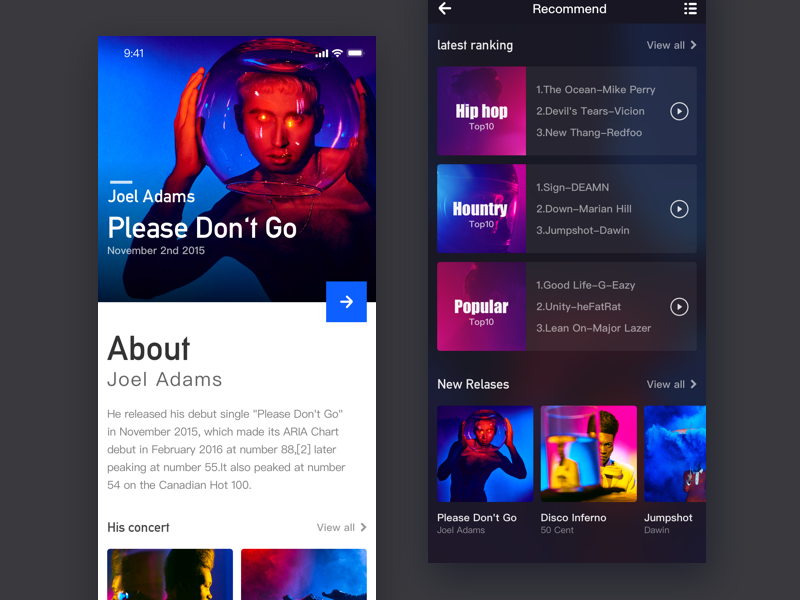 9:41
Joel Adams
Please Don't Go
November 2nd 2015
About
Joel Adams
He released his debut single "Please Don't Go"
in November 2015, which made its ARIA Chart
debut in February 2016 at number 88,[2] later
peaking at number 55.It also peaked at number
54 on the Canadian Hot 100.
His concert
View all
Recommend
latest ranking
View all
Hip hop
Top10
1.The Ocean–Mike Perry
2.Devil's Tears–Vicion
3.New Thang–Redfoo
Hountry
Top10
1.Sign–DEAMN
2.Down–Marian Hill
3.Jumpshot–Dawin
Popular
Top10
1.Good Life–G–Eazy
2.Unity–heFatRat
3.Lean On–Major Lazer
New Relases
View all
Please Don't Go
Joel Adams
Disco Inferno
50 Cent
Jumpshot
Dawin